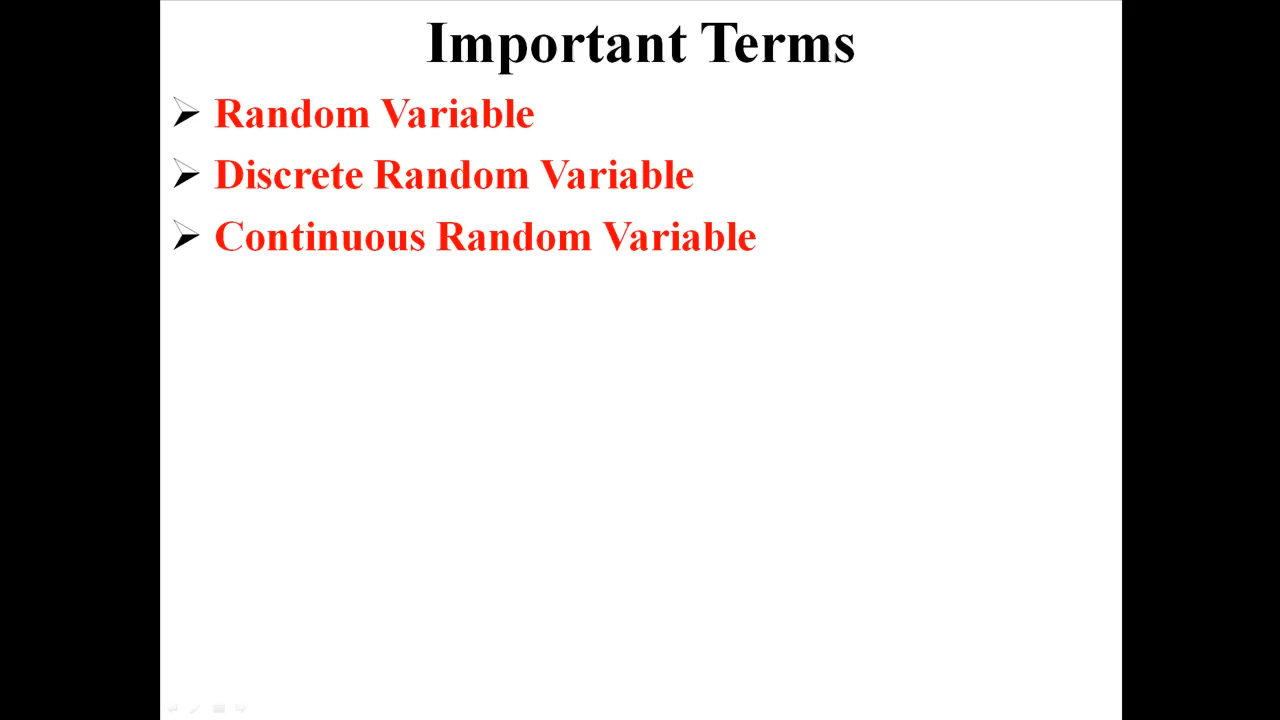 Important Terms
Random Variable
Discrete Random Variable
Continuous Random Variable